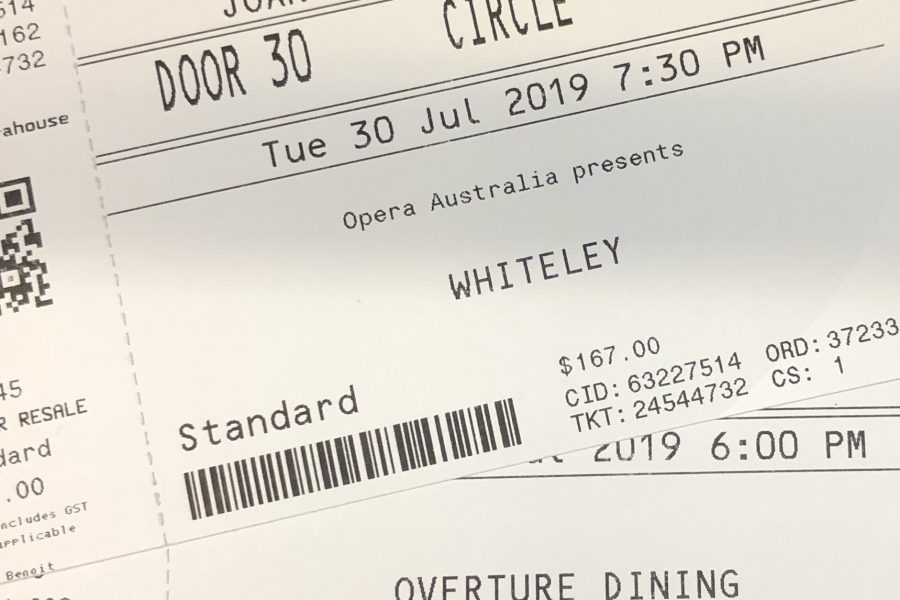 514
162
732
ahouse
45
R RESALE
dard
.00
ncludes GST
applicable
Benoit
DOOR 30
CIRCLE
Tue 30 Jul 2019 7:30 PM
Opera Australia presents
WHITELEY
$167.00
CID: 63227514 ORD: 37233
TKT: 24544732 CS: 1
Standard
2019 6:00 PM
OVERTURE DINING